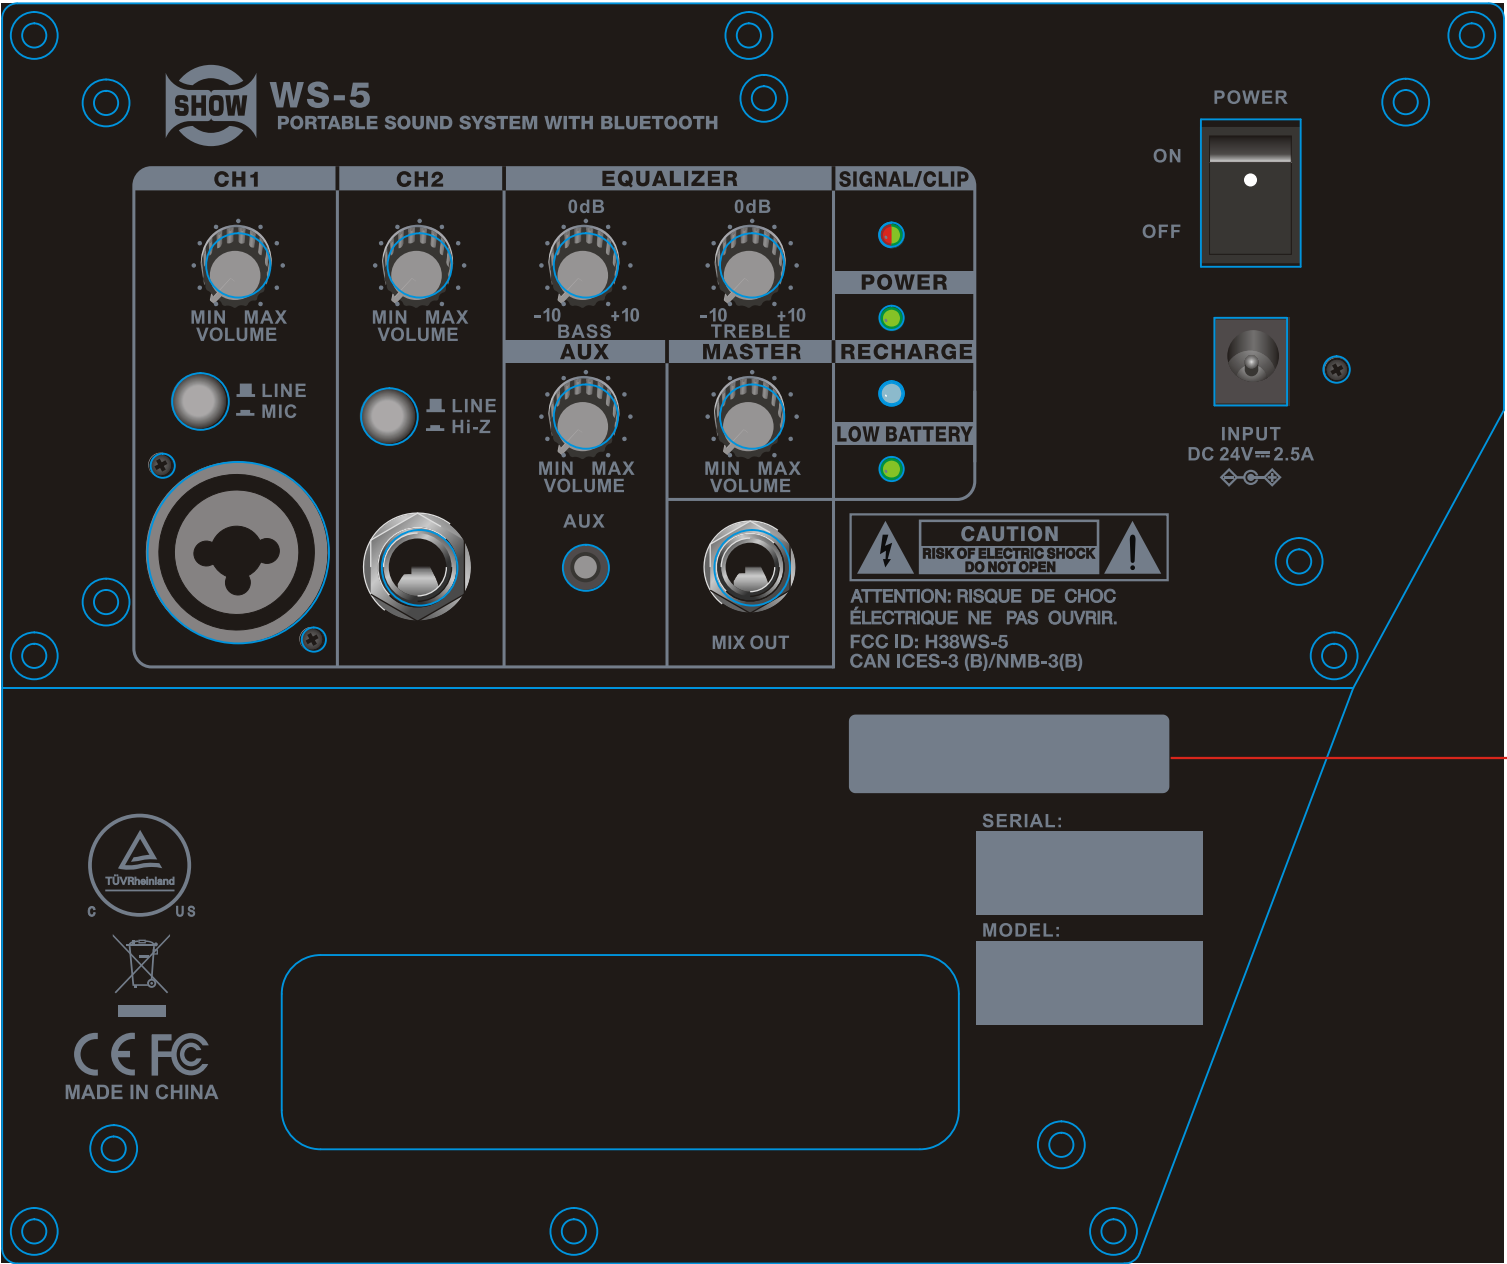 SHOW
WS-5
PORTABLE SOUND SYSTEM WITH BLUETOOTH
CH1
CH2
EQUALIZER
SIGNAL/CLIP
MIN MAX
VOLUME
MIN MAX
VOLUME
0dB
-10 +10
BASS
0dB
-10 +10
TREBLE
POWER
AUX
MASTER
RECHARGE
LINE
MIC
LINE
Hi-Z
MIN MAX
VOLUME
MIN MAX
VOLUME
LOW BATTERY
AUX
MIX OUT
POWER
ON
OFF
INPUT
DC 24V⎓2.5A
CAUTION
RISK OF ELECTRIC SHOCK
DO NOT OPEN
ATTENTION: RISQUE DE CHOC
ÉLECTRIQUE NE PAS OUVRIR.
FCC ID: H38WS-5
CAN ICES-3 (B)/NMB-3(B)
SERIAL:
MODEL:
TÜVRheinland
C US
CE FC
MADE IN CHINA